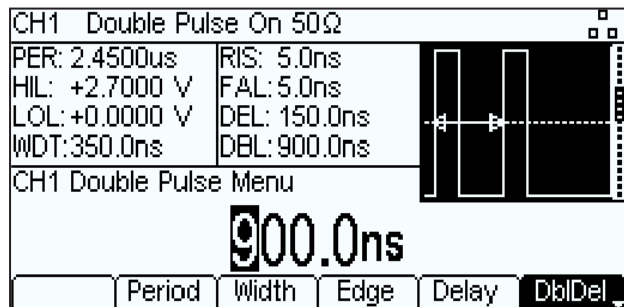 CH1 Double Pulse On 50Ω
PER: 2.4500us RIS: 5.0ns
HIL: +2.7000 V FAL: 5.0ns
LOL: +0.0000 V DEL: 150.0ns
WDT: 350.0ns DBL: 900.0ns
CH1 Double Pulse Menu
900.0ns
Period Width Edge Delay DblDel